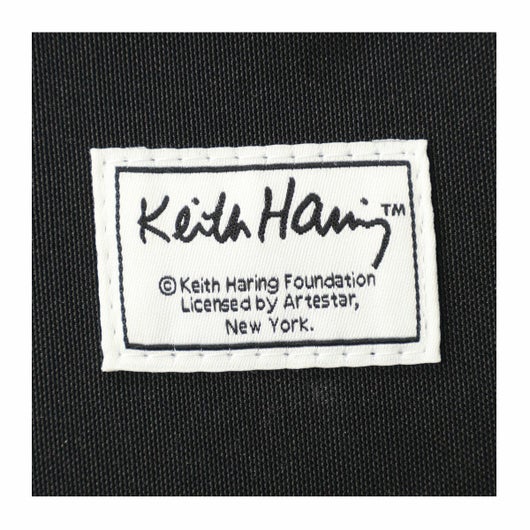 Keith Haring™
© Keith Haring Foundation
Licensed by Artestar,
New York.